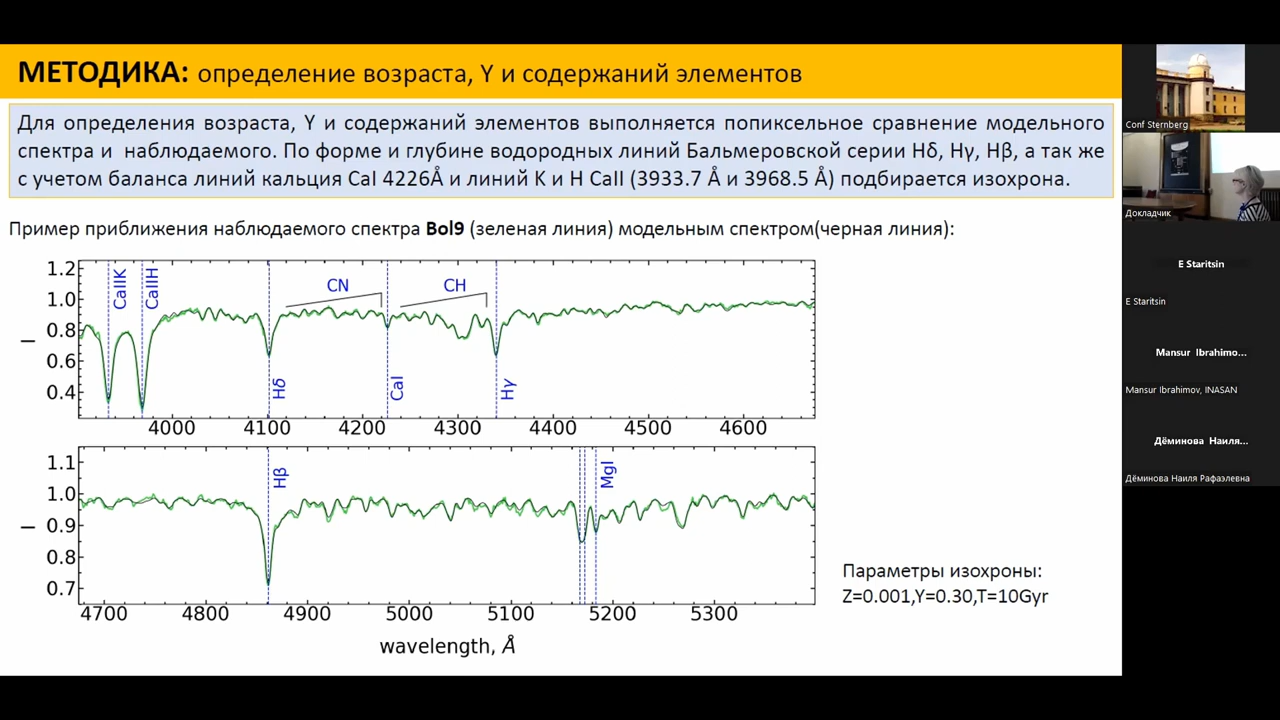 МЕТОДИКА: определение возраста, Y и содержаний элементов
Для определения возраста, Y и содержаний элементов выполняется попиксельное сравнение модельного
спектра и наблюдаемого. По форме и глубине водородных линий Бальмеровской серии Hδ, Hγ, Hβ, а так же
с учетом баланса линий кальция CaI 4226Å и линий K и H CaII (3933.7 Å и 3968.5 Å) подбирается изохрона.
Пример приближения наблюдаемого спектра Bol9 (зеленая линия) модельным спектром(черная линия):
CaIIK
CaIIH
CN
CH
Hδ
CaI
Hγ
1.2
1.0
0.8
0.6
0.4
I
4000 4100 4200 4300 4400 4500 4600
Hβ
MgI
1.1
1.0
0.9
0.8
0.7
I
4700 4800 4900 5000 5100 5200 5300
wavelength, Å
Параметры изохроны:
Z=0.001,Y=0.30,T=10Gyr
Conf Sternberg
Докладчик
E Staritsin
E Staritsin
Mansur Ibrahimo...
Mansur Ibrahimov, INASAN
Дёминова Наиля...
Дёминова Наиля Рафаэлевна